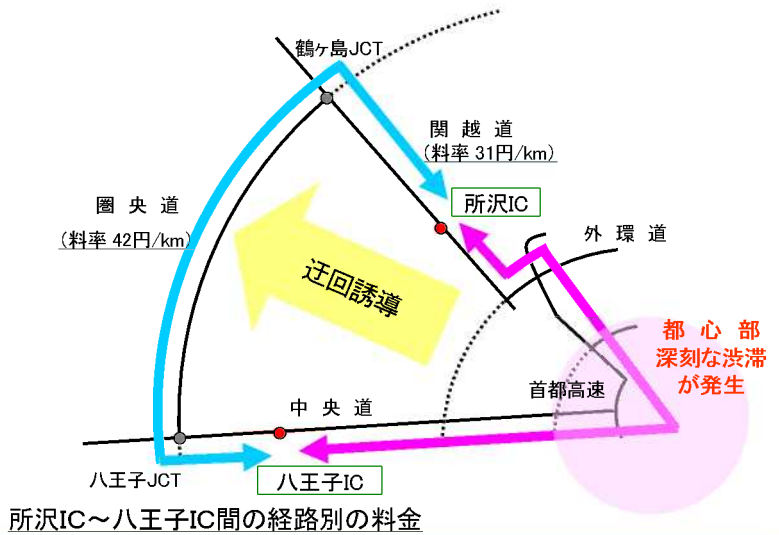 鶴ヶ島JCT
関越道
(料率 31円/km)
所沢IC
圏央道
(料率 42円/km)
外環道
迂回誘導
都心部
深刻な渋滞
が発生
首都高速
中央道
八王子JCT
八王子IC
所沢IC～八王子IC間の経路別の料金